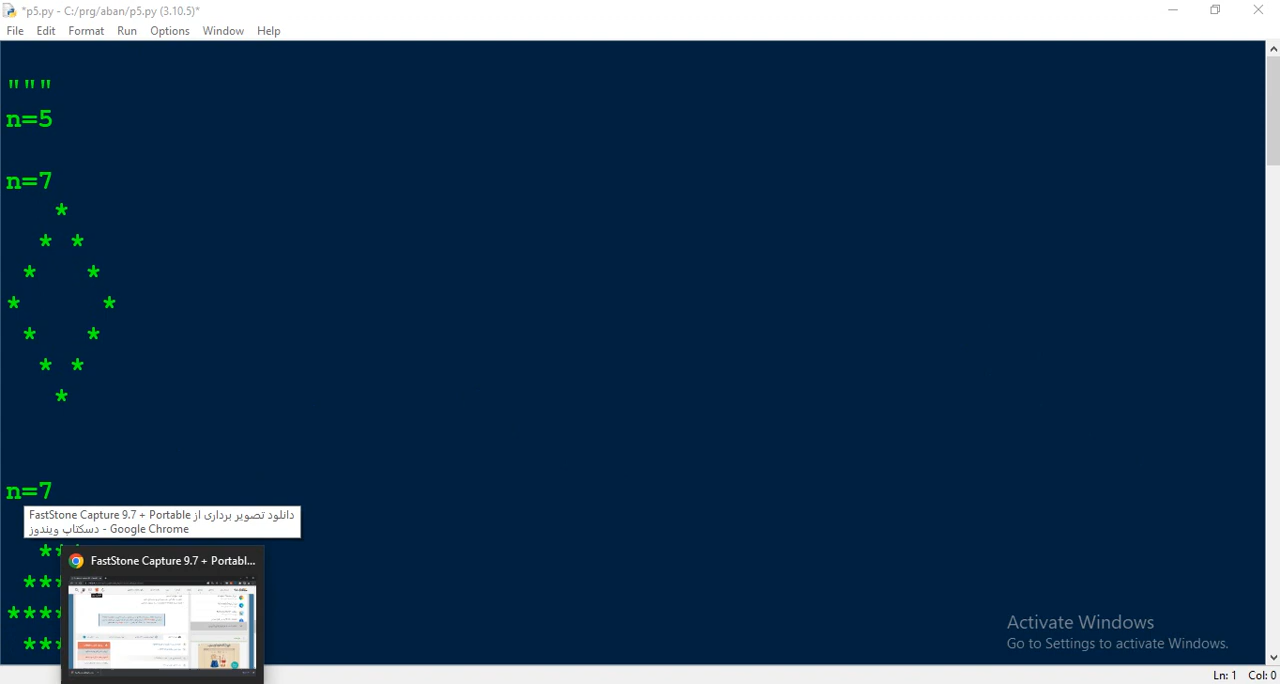 *p5.py - C:/prg/aban/p5.py (3.10.5)*
File Edit Format Run Options Window Help
"""
n=5
n=7
*
* *
* *
* *
* *
* *
*
n=7
دانلود تصویر برداری از FastStone Capture 9.7 + Portable
دسکتاپ ویندوز - Google Chrome
**
FastStone Capture 9.7 + Portabl...
***
****
***
Activate Windows
Go to Settings to activate Windows.
Ln: 1 Col: 0